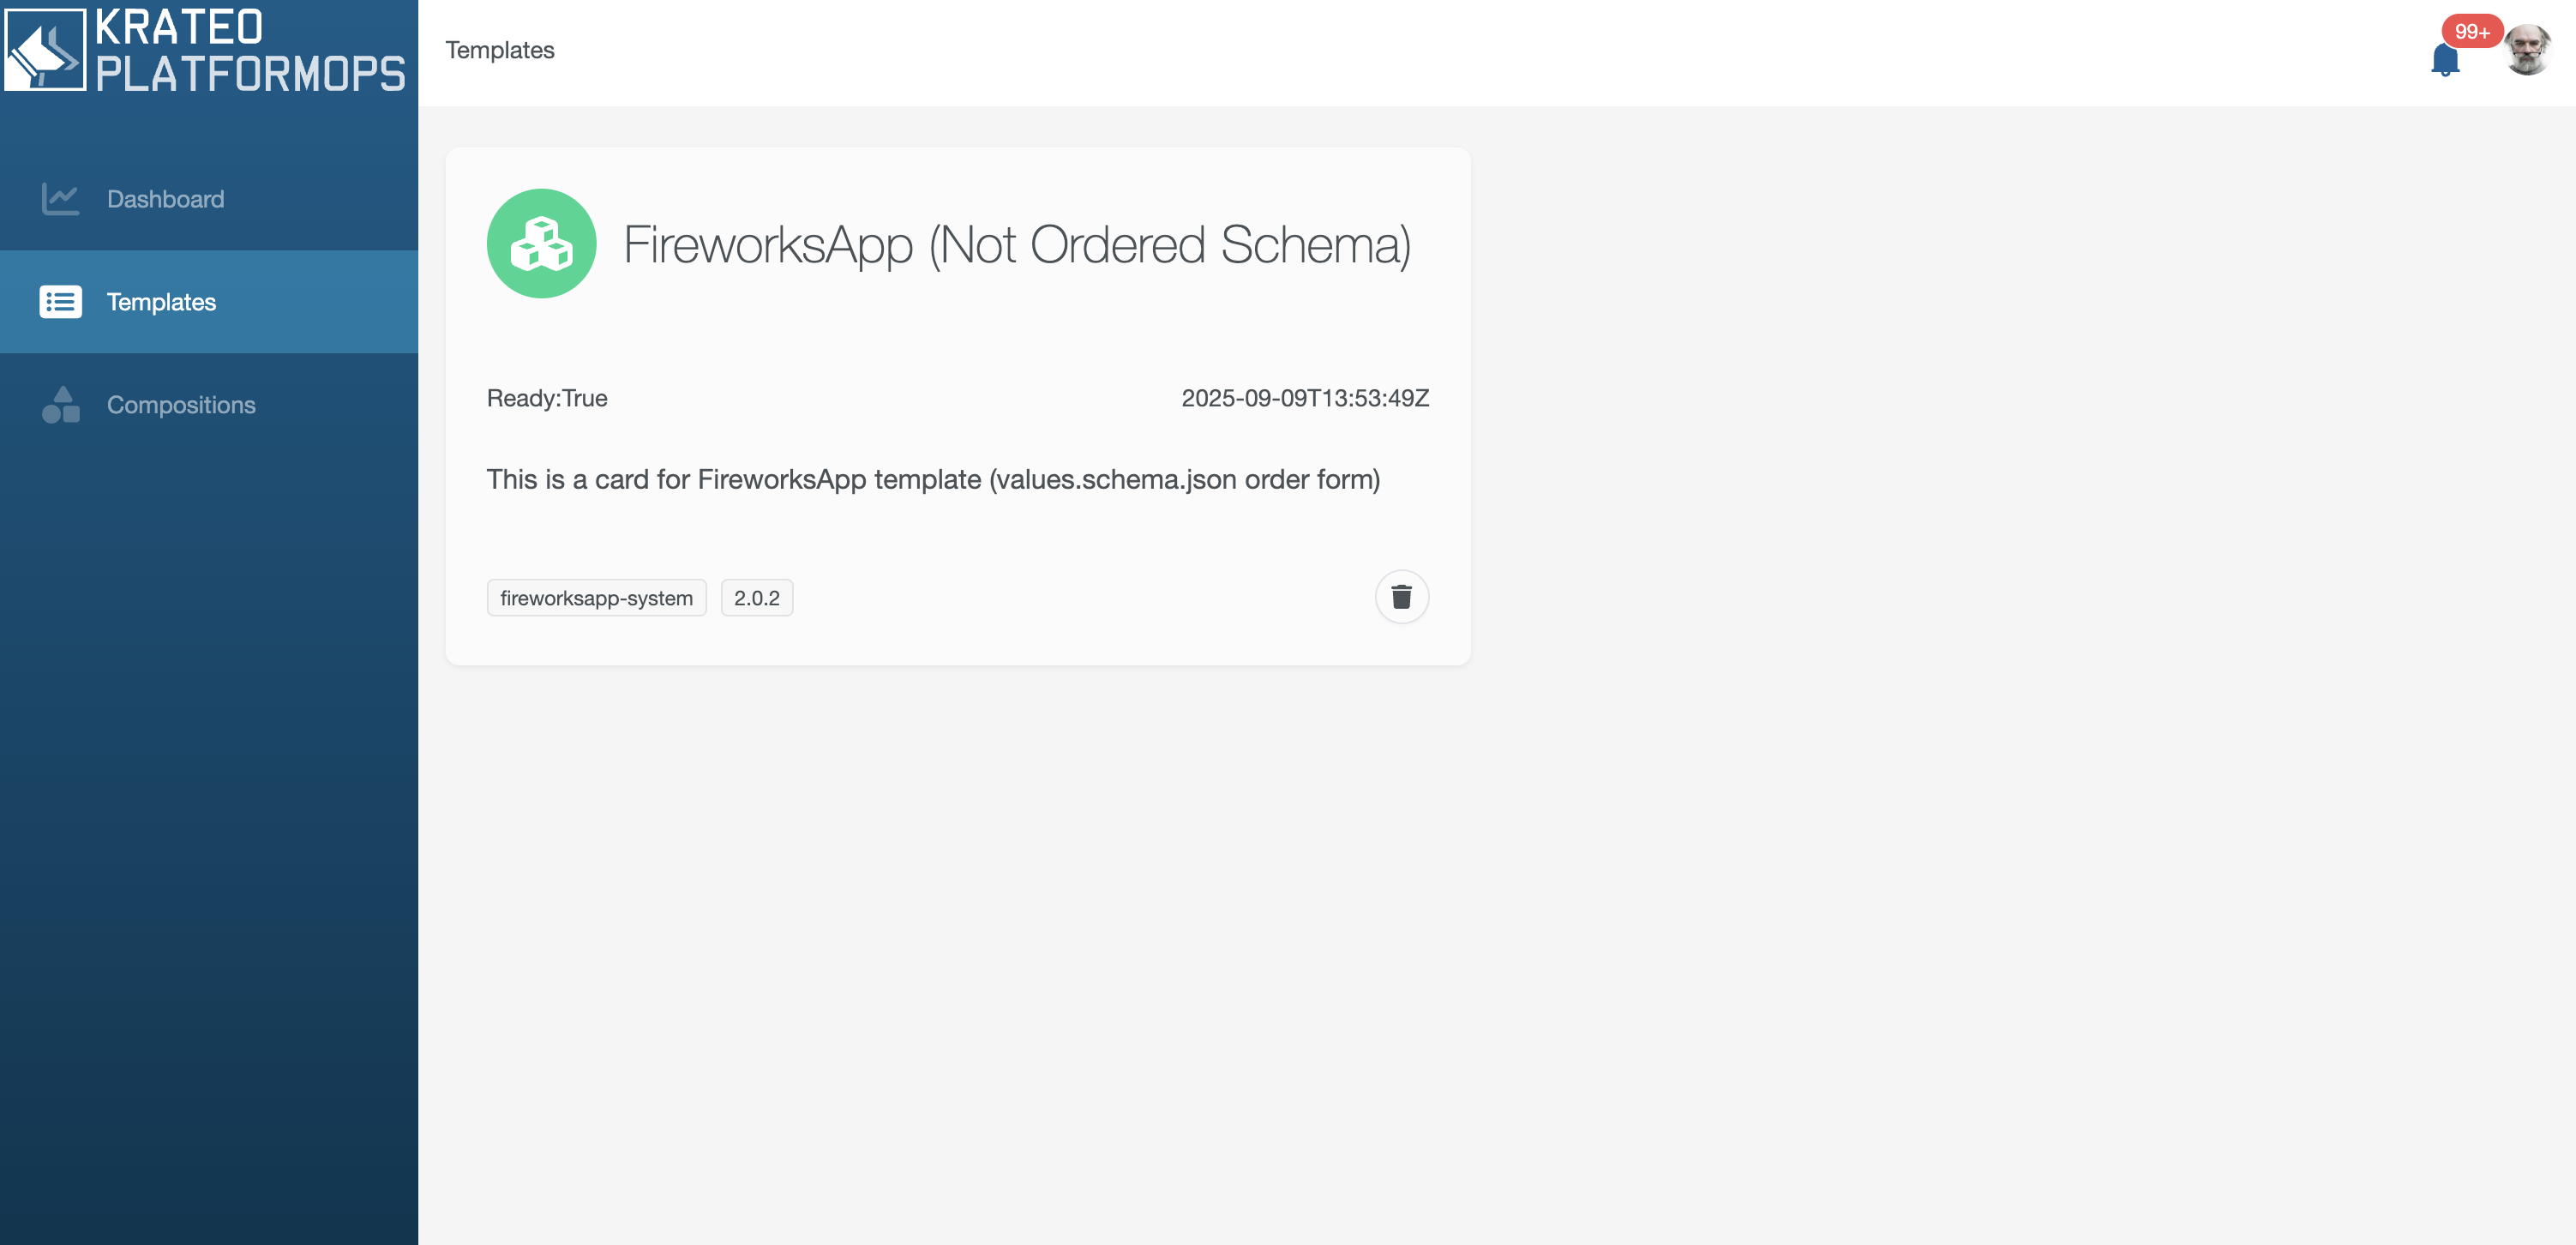 KRATEO
PLATFORMOPS
Templates
99+
Dashboard
Templates
Compositions
FireworksApp (Not Ordered Schema)
Ready:True
2025-09-09T13:53:49Z
This is a card for FireworksApp template (values.schema.json order form)
fireworksapp-system
2.0.2